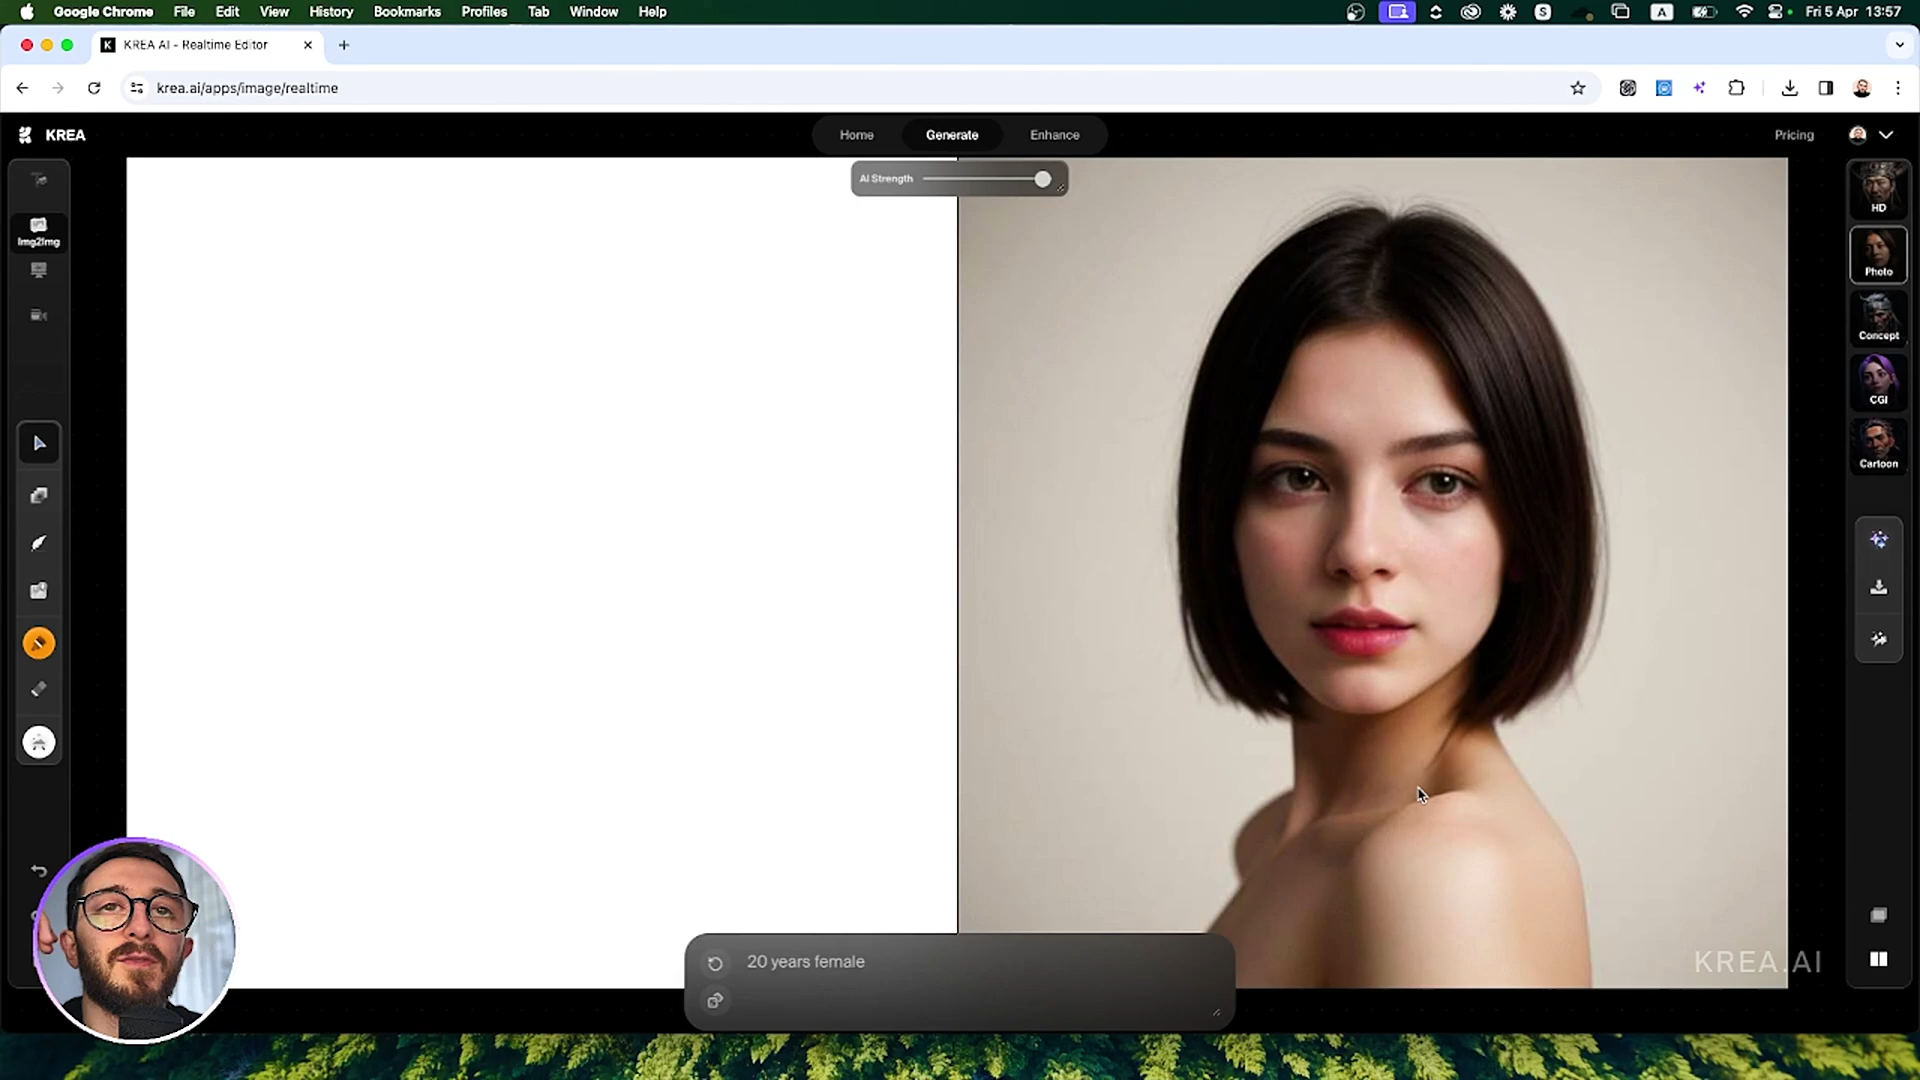 Google Chrome File Edit View History Bookmarks Profiles Tab Window Help
A
Fri 5 Apr 13:57
KREA AI - Realtime Editor
krea.ai/apps/image/realtime
KREA
Home
Generate
Enhance
Pricing
AI Strength
Img2Img
HD
Photo
Concept
CGI
Cartoon
20 years female
KREA.AI